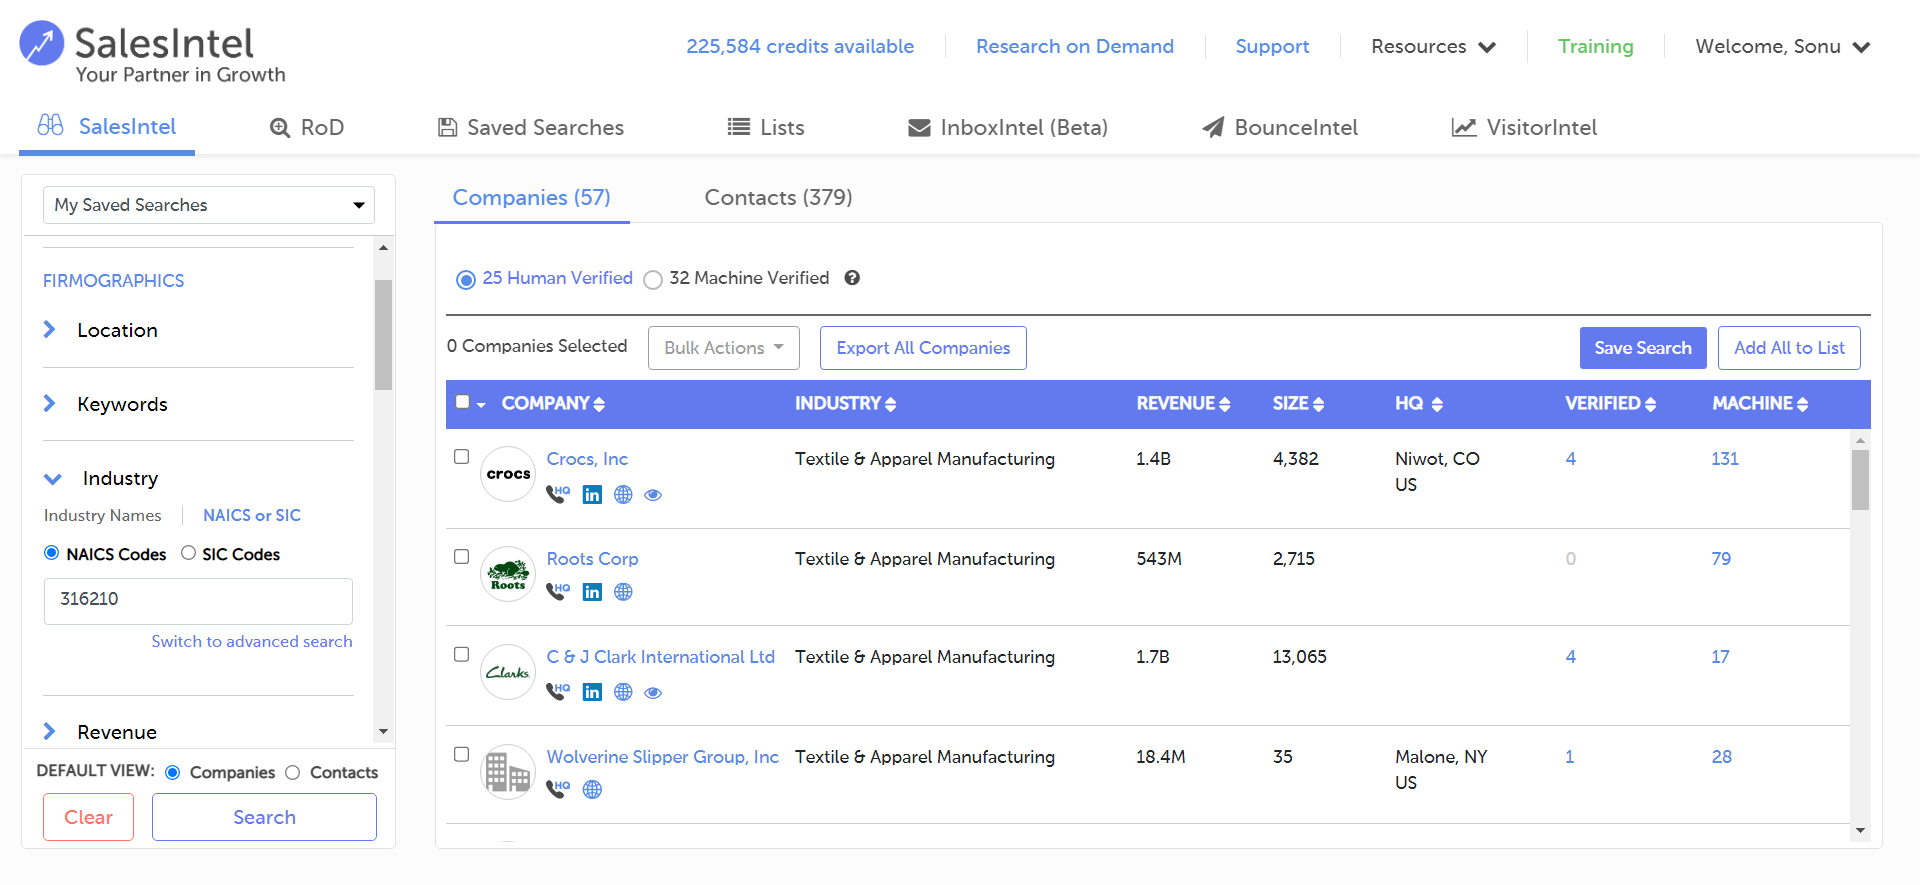 SalesIntel
Your Partner in Growth
225,584 credits available
Research on Demand
Support
Resources
Training
Welcome, Sonu
SalesIntel
RoD
Saved Searches
Lists
InboxIntel (Beta)
BounceIntel
VisitorIntel
My Saved Searches
FIRMOGRAPHICS
Location
Keywords
Industry
Industry Names
NAICS or SIC
NAICS Codes
SIC Codes
316210
Switch to advanced search
Revenue
DEFAULT VIEW: Companies Contacts
Clear
Search
Companies (57)
Contacts (379)
25 Human Verified
32 Machine Verified
?
0 Companies Selected
Bulk Actions
Export All Companies
Save Search
Add All to List
COMPANY INDUSTRY REVENUE SIZE HQ VERIFIED MACHINE
crocs
Crocs, Inc
HQ
in
Textile & Apparel Manufacturing
1.4B
4,382
Niwot, CO
US
4
131
Roots
Roots Corp
HQ
in
Textile & Apparel Manufacturing
543M
2,715
0
79
Clarks
C & J Clark International Ltd
HQ
in
Textile & Apparel Manufacturing
1.7B
13,065
4
17
Wolverine Slipper Group, Inc
HQ
Textile & Apparel Manufacturing
18.4M
35
Malone, NY
US
1
28